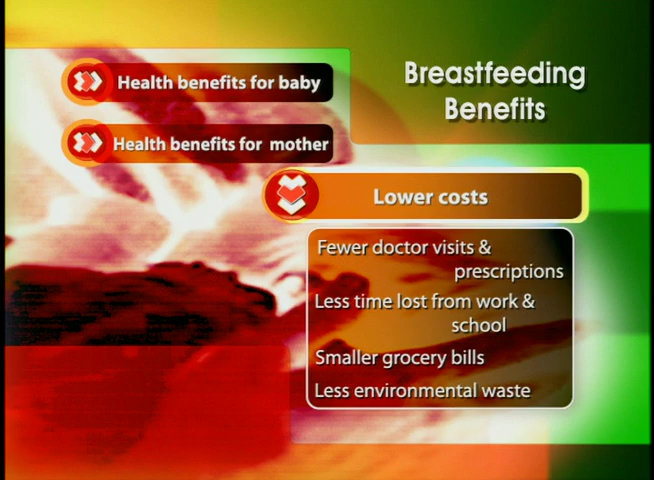 Breastfeeding
Benefits
Health benefits for baby
Health benefits for mother
Lower costs
Fewer doctor visits &
prescriptions
Less time lost from work &
school
Smaller grocery bills
Less environmental waste